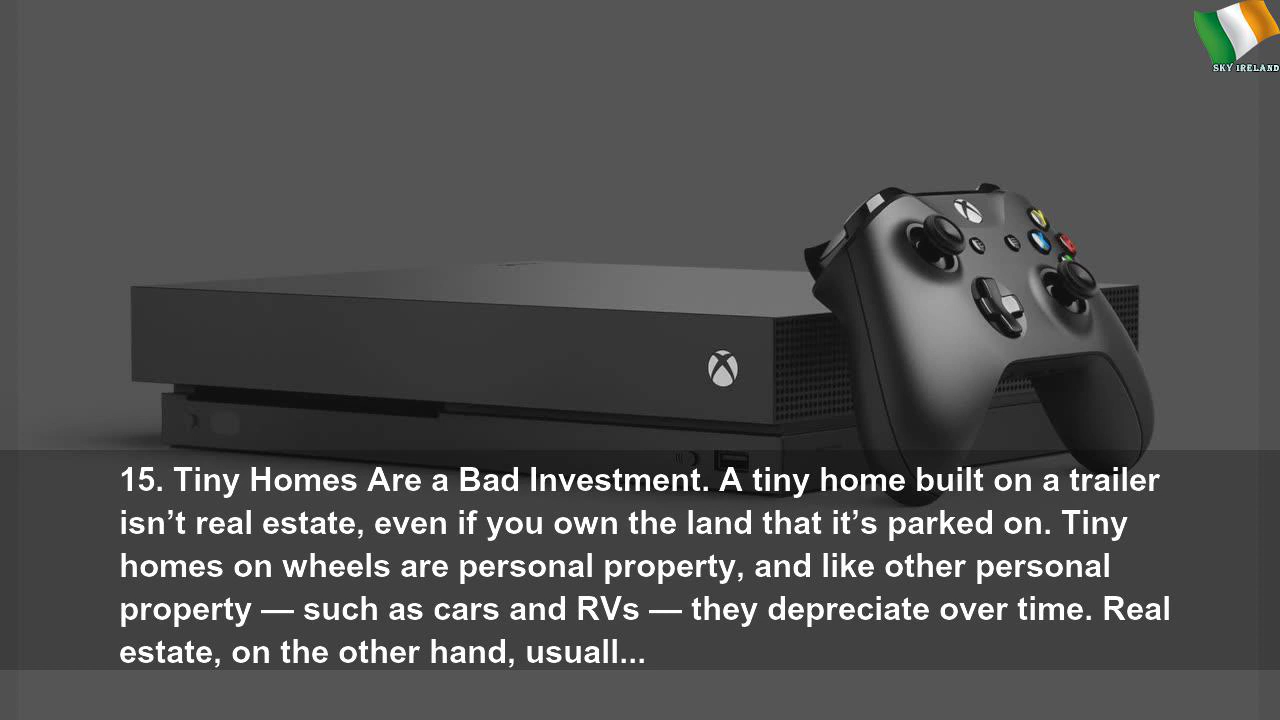 SKY IRELAND
15. Tiny Homes Are a Bad Investment. A tiny home built on a trailer
isn’t real estate, even if you own the land that it’s parked on. Tiny
homes on wheels are personal property, and like other personal
property — such as cars and RVs — they depreciate over time. Real
estate, on the other hand, usuall...